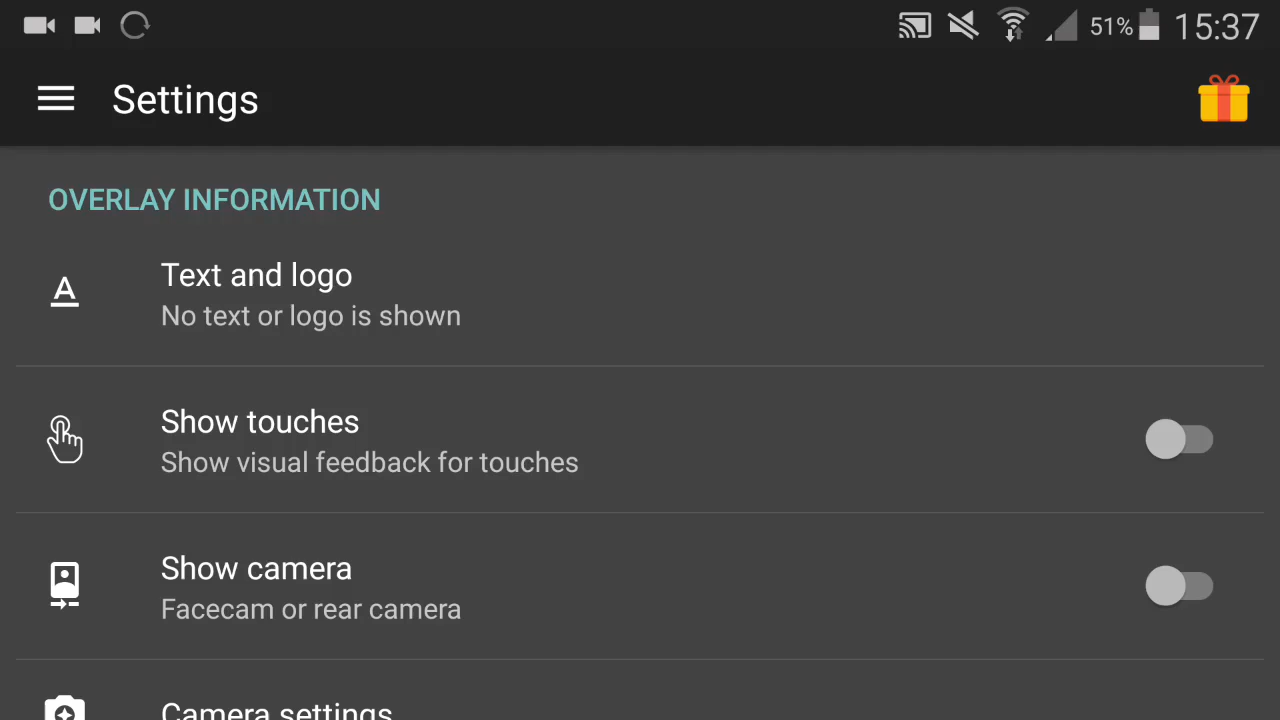 51% 15:37
Settings
OVERLAY INFORMATION
A
Text and logo
No text or logo is shown
Show touches
Show visual feedback for touches
Show camera
Facecam or rear camera
Camera settings